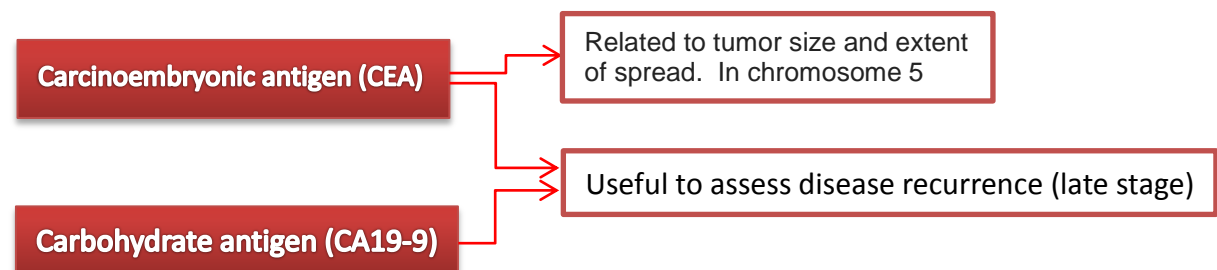 Carcinoembryonic antigen (CEA)
Related to tumor size and extent
of spread.  In chromosome 5
Useful to assess disease recurrence (late stage)
Carbohydrate antigen (CA19-9)